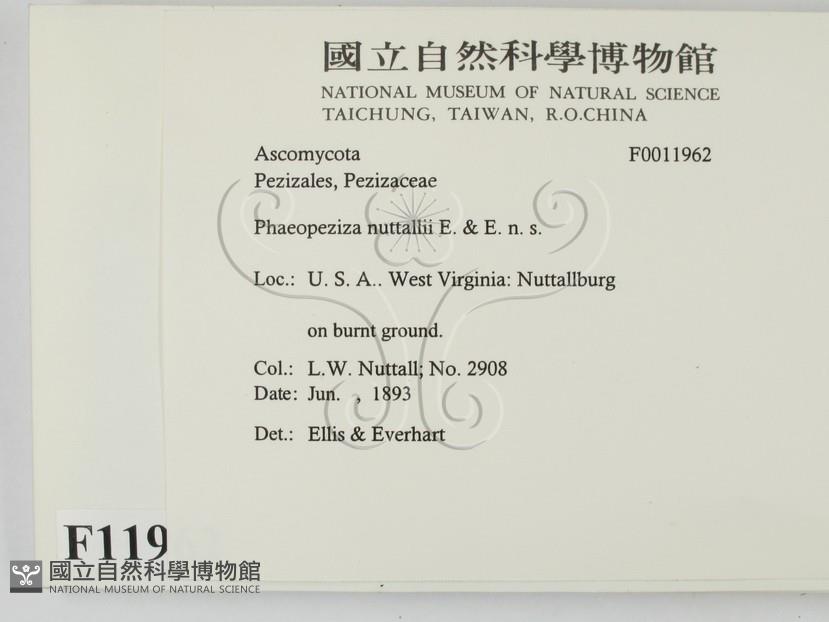 國立自然科學博物館
NATIONAL MUSEUM OF NATURAL SCIENCE
TAICHUNG, TAIWAN, R.O.CHINA
Ascomycota F0011962
Pezizales, Pezizaceae
Phaeopeziza nuttallii E. & E. n. s.
Loc.: U. S. A.. West Virginia: Nuttallburg
on burnt ground.
Col.: L.W. Nuttall; No. 2908
Date: Jun. , 1893
Det.: Ellis & Everhart
F119
國立自然科學博物館
NATIONAL MUSEUM OF NATURAL SCIENCE